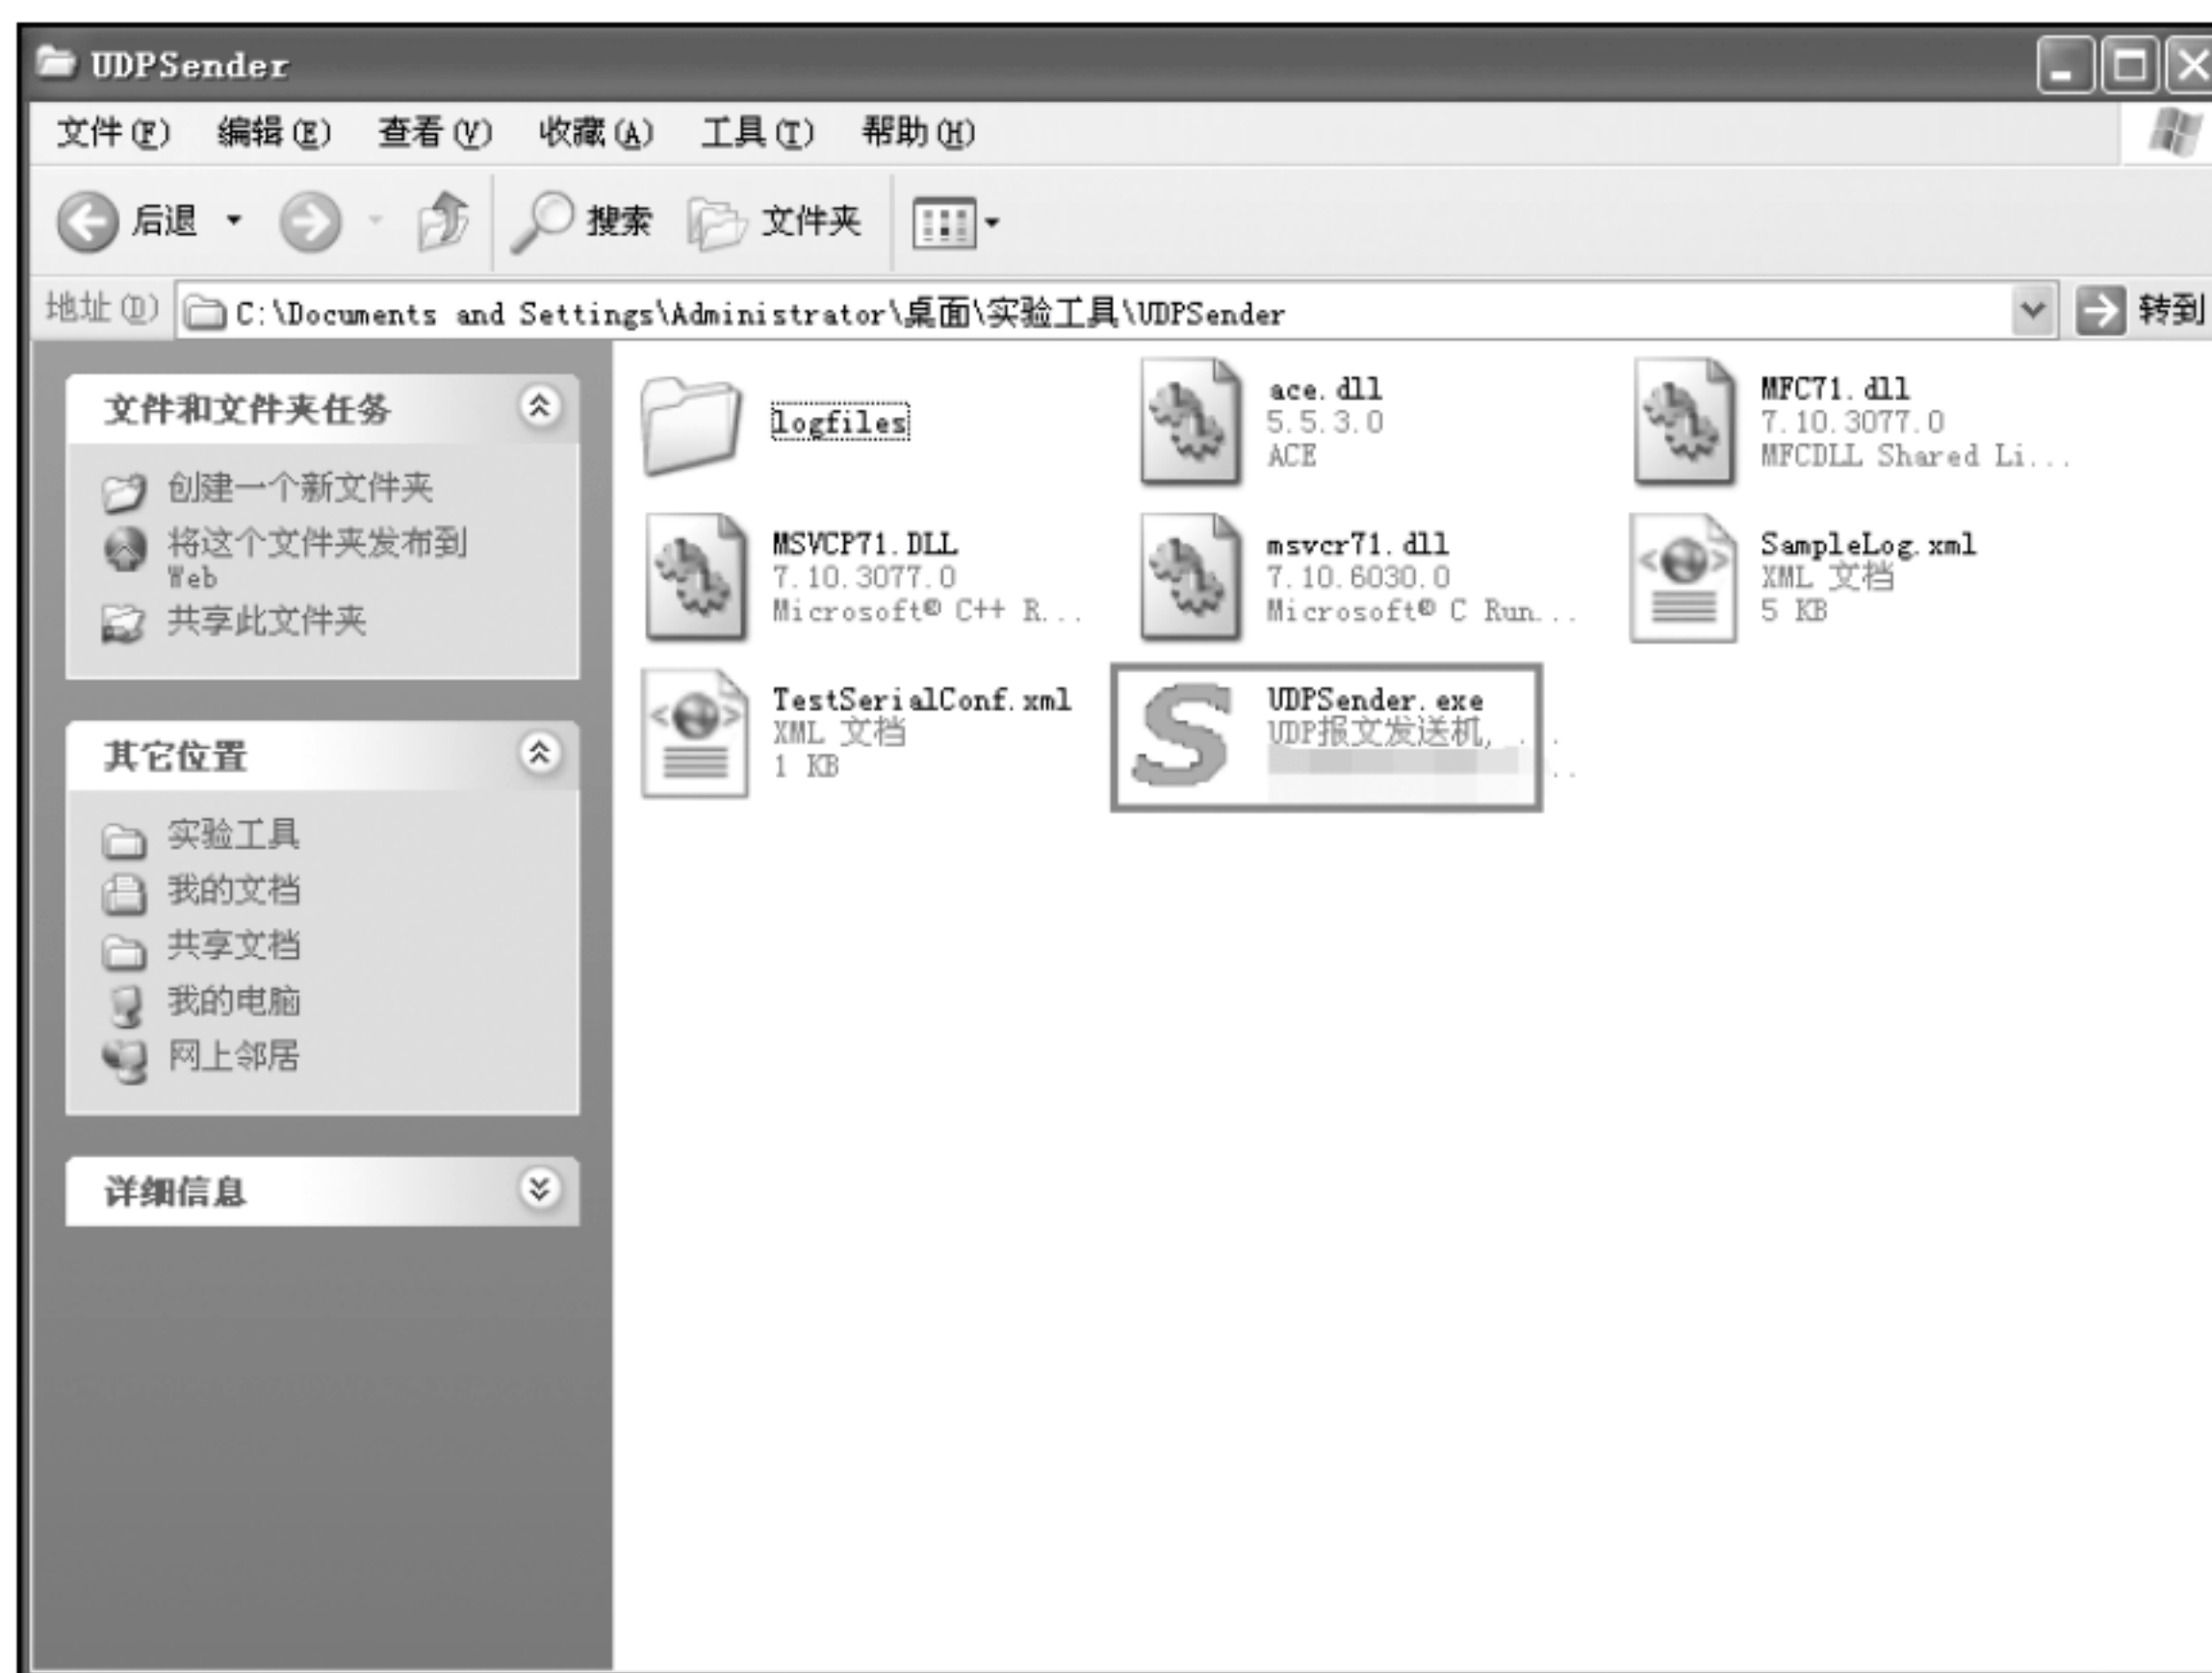 UDPSender
文件(F) 编辑(E) 查看(V) 收藏(A) 工具(T) 帮助(H)
后退 搜索 文件夹
地址(D) C:\Documents and Settings\Administrator\桌面\实验工具\UDPSender 转到
文件和文件夹任务
创建一个新文件夹
将这个文件夹发布到
Web
共享此文件夹
其它位置
实验工具
我的文档
共享文档
我的电脑
网上邻居
详细信息
logfiles
ace.dll
5.5.3.0
ACE
MFC71.dll
7.10.3077.0
MFCDLL Shared Li...
MSVCP71.DLL
7.10.3077.0
Microsoft® C++ R...
msvcr71.dll
7.10.6030.0
Microsoft® C Run...
SampleLog.xml
XML 文档
5 KB
TestSerialConf.xml
XML 文档
1 KB
UDPSender.exe
UDP报文发送机, ...